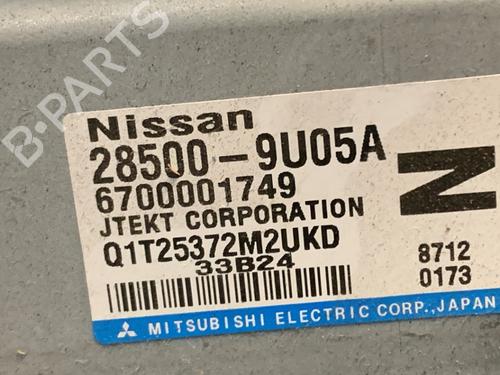 B-PARTS
Nissan
28500-9U05A
6700001749
JTEKT CORPORATION
N
Q1T25372M2UKD
33B24
8712
0173
MITSUBISHI ELECTRIC CORP., JAPAN